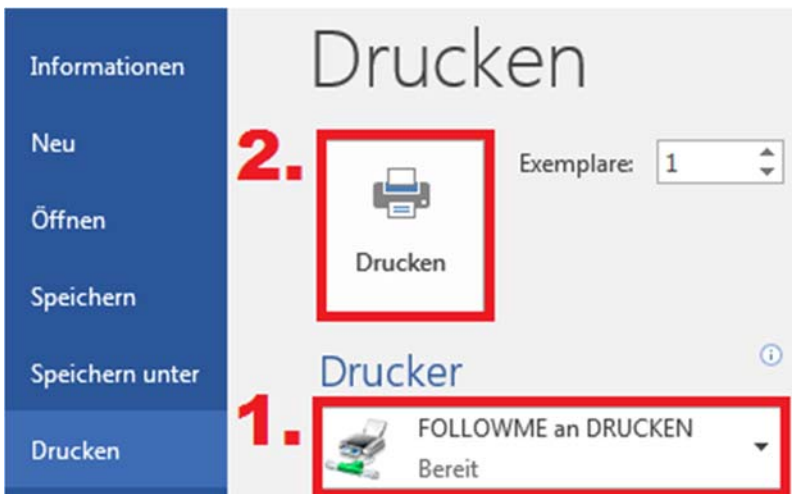 Informationen
Neu
Öffnen
Speichern
Speichern unter
Drucken
Drucken
2.
Drucken
Exemplare: 1
Drucker
1.
FOLLOWME an DRUCKEN
Bereit